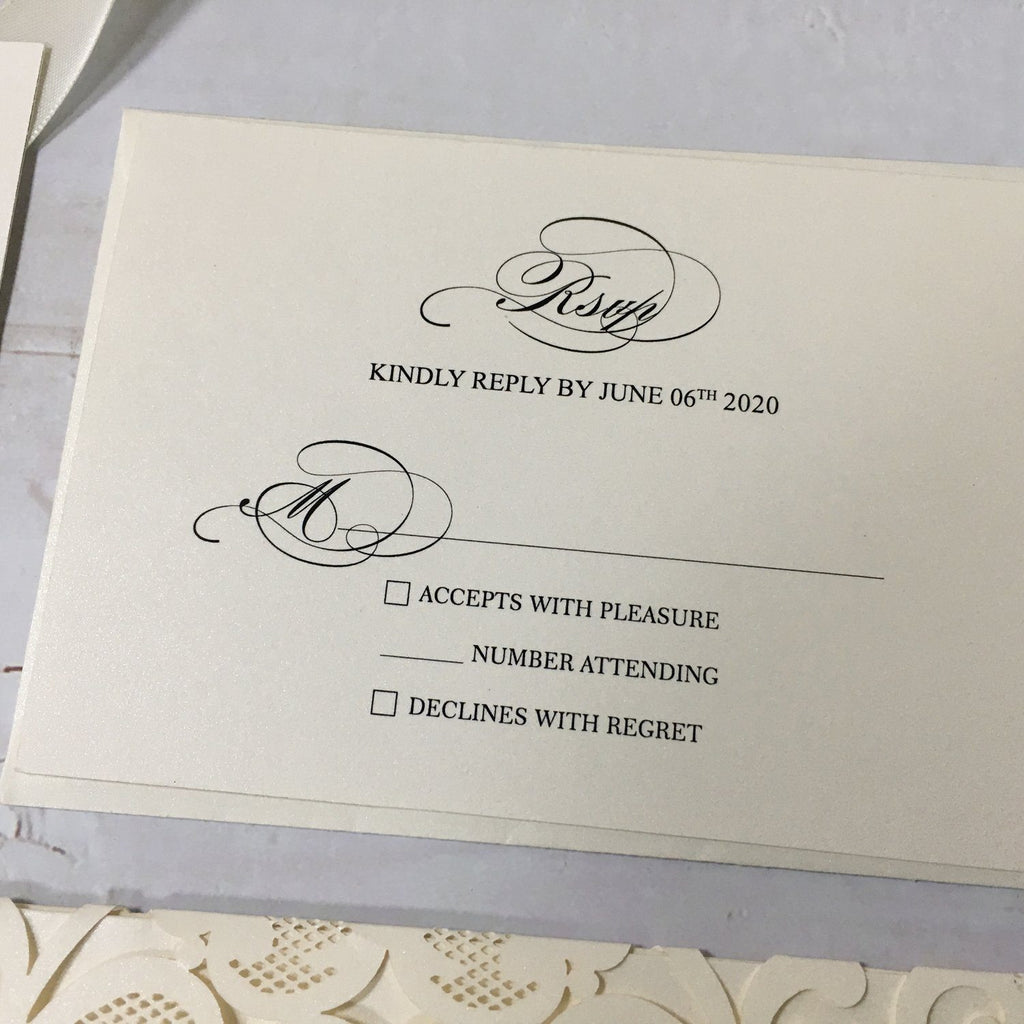 Rsvp
KINDLY REPLY BY JUNE 06TH 2020
M
ACCEPTS WITH PLEASURE
NUMBER ATTENDING
DECLINES WITH REGRET